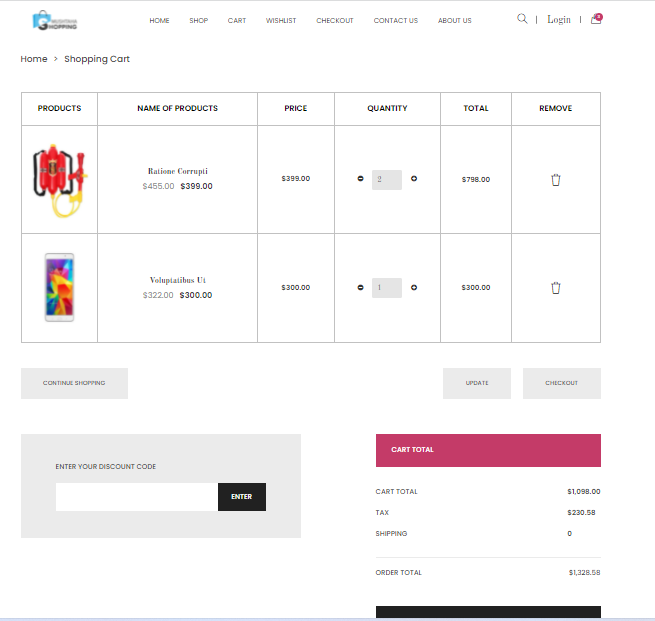 SHOPPING
HOME SHOP CART WISHLIST CHECKOUT CONTACT US ABOUT US | Login |
Home > Shopping Cart
PRODUCTS NAME OF PRODUCTS PRICE QUANTITY TOTAL REMOVE
Ratione Corrupti
$455.00 $399.00
$399.00 2 $798.00
Voluptatibus Ut
$322.00 $300.00
$300.00 1 $300.00
CONTINUE SHOPPING UPDATE CHECKOUT
ENTER YOUR DISCOUNT CODE
ENTER
CART TOTAL
CART TOTAL $1,098.00
TAX $230.58
SHIPPING 0
ORDER TOTAL $1,328.58